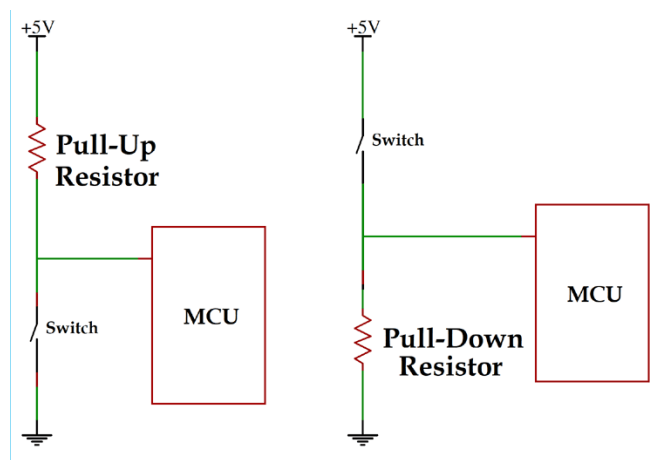 +5V
Pull-Up
Resistor
MCU
Switch
+5V
Switch
MCU
Pull-Down
Resistor